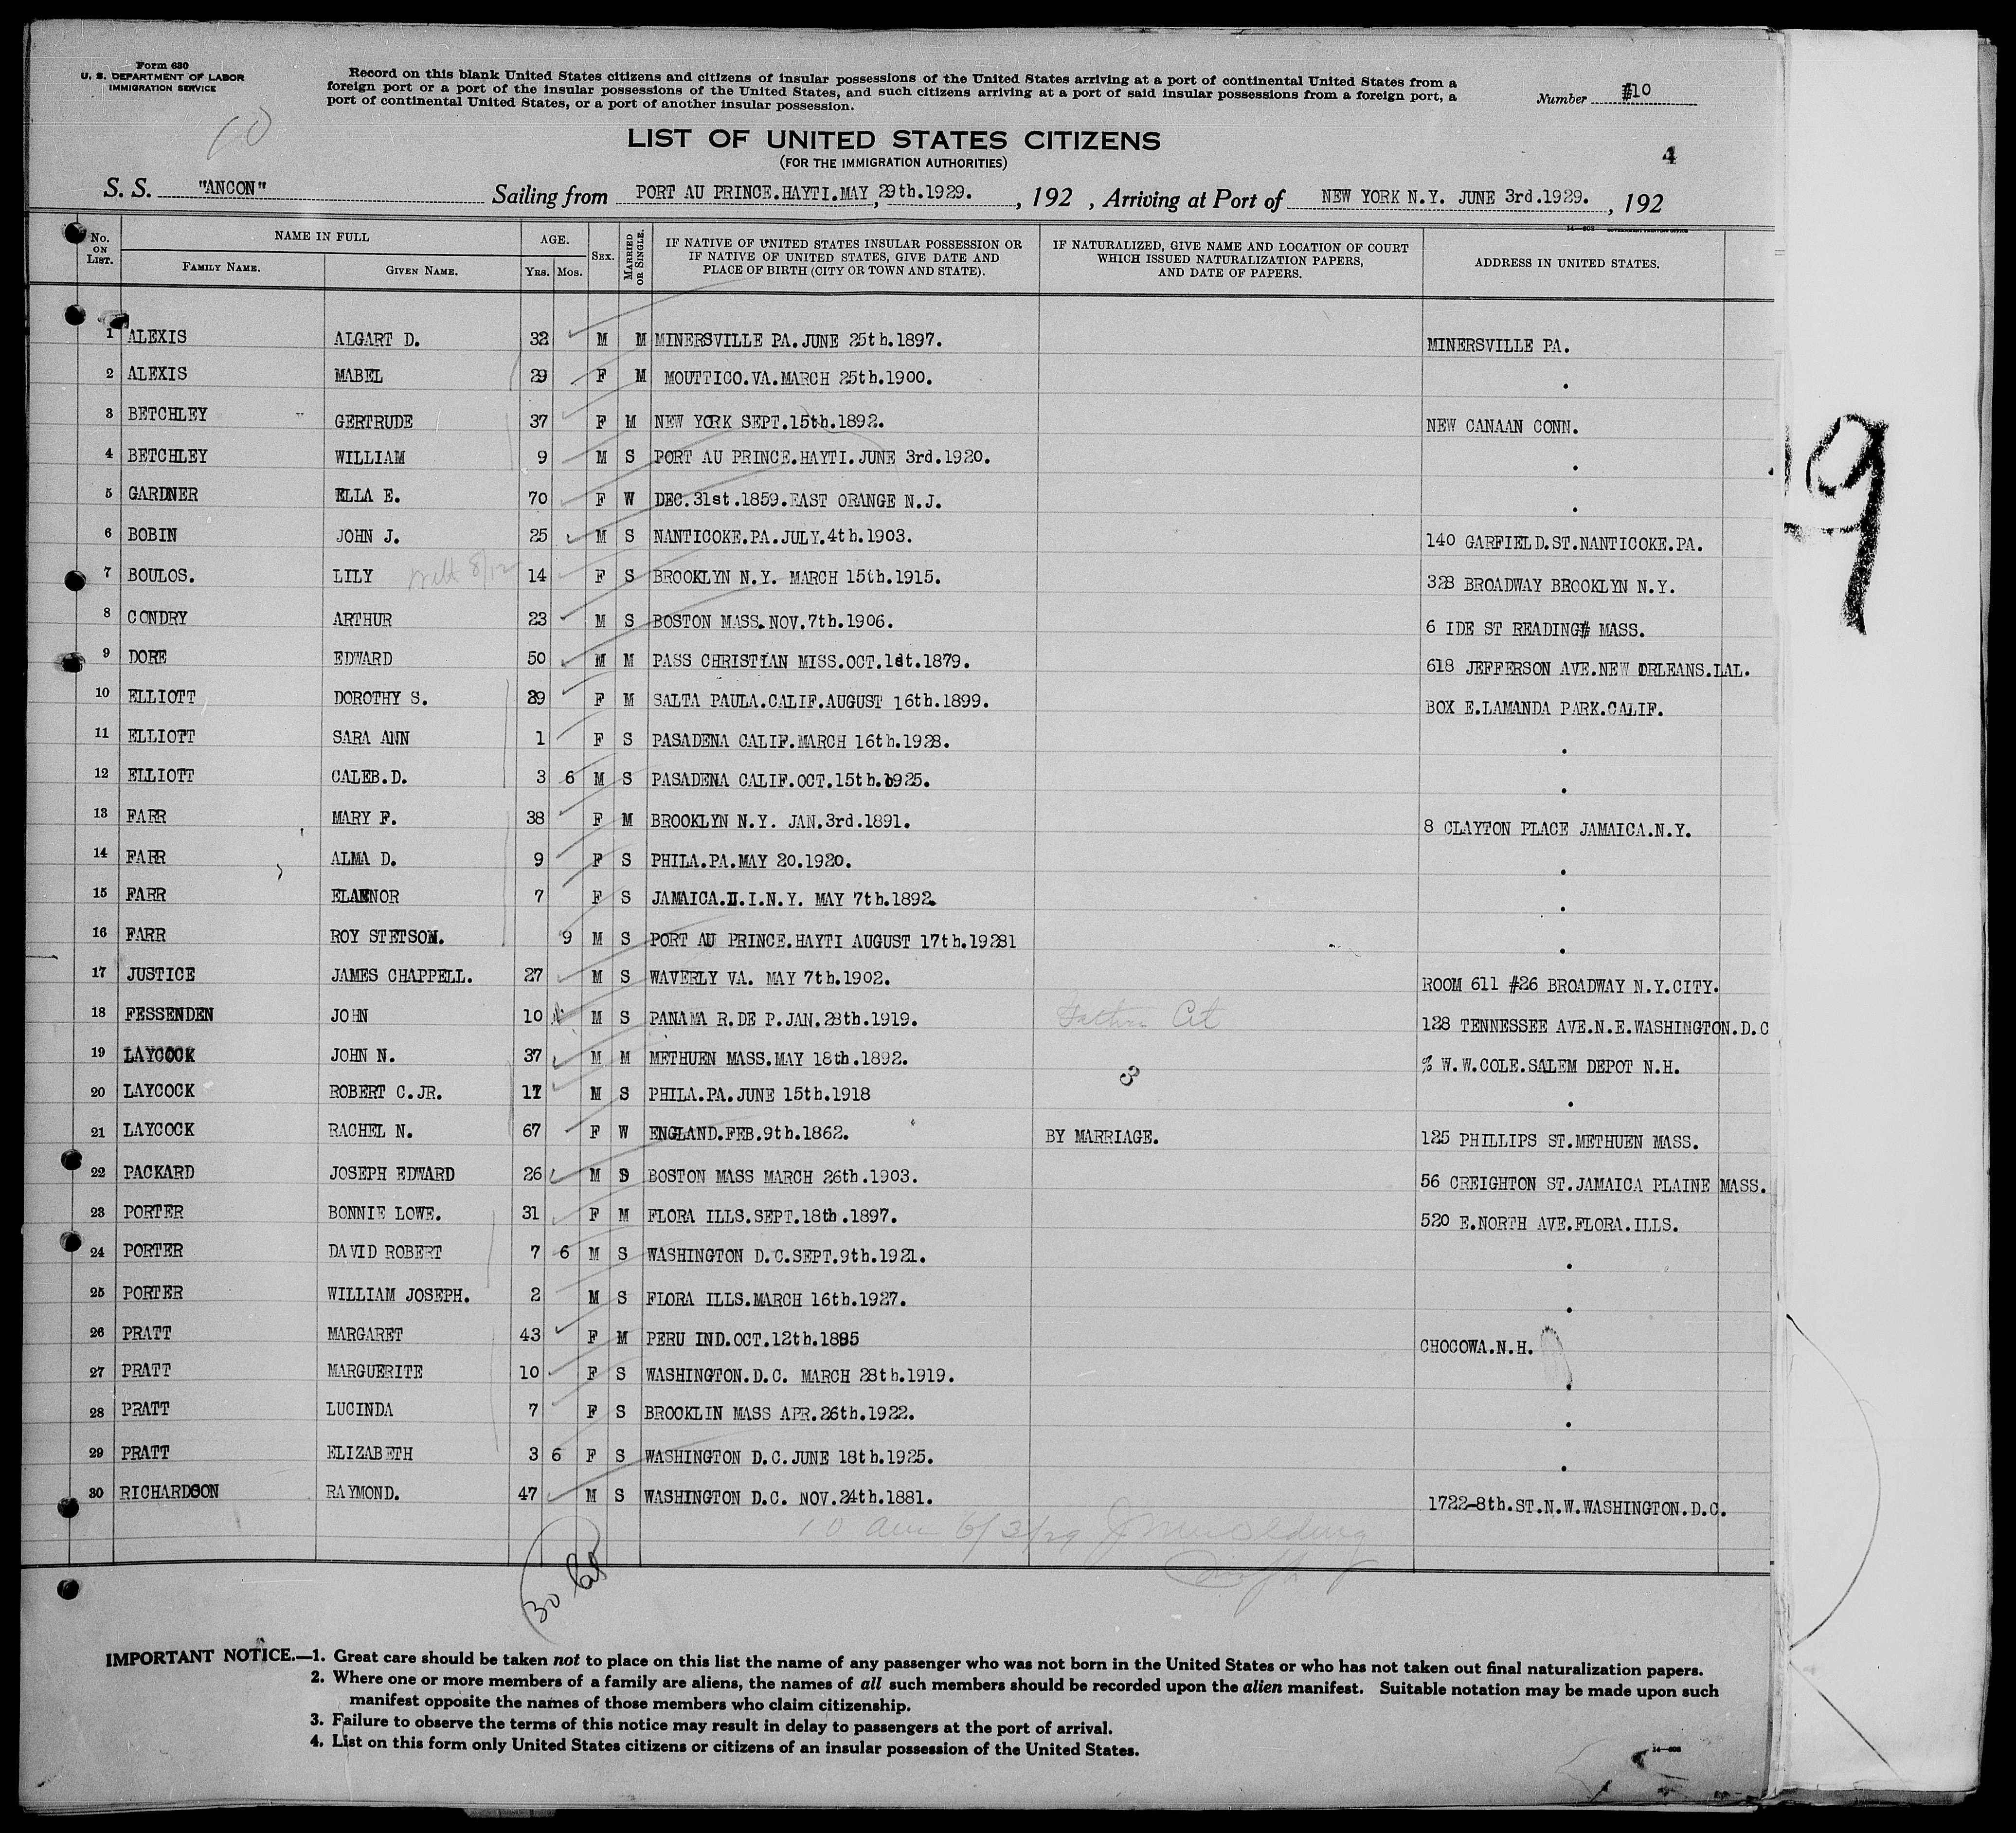 Form 630
U. S. DEPARTMENT OF LABOR
IMMIGRATION SERVICE
Record on this blank United States citizens and citizens of insular possessions of the United States arriving at a port of continental United States from a
foreign port or a port of the insular possessions of the United States, and such citizens arriving at a port of said insular possessions from a foreign port, a
port of continental United States, or a port of another insular possession.
Number #10
10
LIST OF UNITED STATES CITIZENS
(FOR THE IMMIGRATION AUTHORITIES)
4
S. S. "ANCON" Sailing from PORT AU PRINCE.HAYTI.MAY 29th.1929. , 192 , Arriving at Port of NEW YORK N.Y. JUNE 3rd.1929. , 192
No. ON LIST. NAME IN FULL FAMILY NAME. GIVEN NAME. AGE. YRS. MOS. SEX. MARRIED OR SINGLE. IF NATIVE OF UNITED STATES INSULAR POSSESSION OR IF NATIVE OF UNITED STATES, GIVE DATE AND PLACE OF BIRTH (CITY OR TOWN AND STATE). IF NATURALIZED, GIVE NAME AND LOCATION OF COURT WHICH ISSUED NATURALIZATION PAPERS, AND DATE OF PAPERS. ADDRESS IN UNITED STATES.
1 ALEXIS ALGART D. 32 M M MINERSVILLE PA.JUNE 25th.1897. MINERSVILLE PA.
2 ALEXIS MABEL 29 F M MOUTTICO.VA.MARCH 25th.1900. .
3 BETCHLEY GERTRUDE 37 F M NEW YORK SEPT.15th.1892. NEW CANAAN CONN.
4 BETCHLEY WILLIAM 9 M S PORT AU PRINCE.HAYTI.JUNE 3rd.1920. .
5 GARDNER ELLA E. 70 F W DEC.31st.1859.EAST ORANGE N.J. .
6 BOBIN JOHN J. 25 M S NANTICOKE.PA.JULY.4th.1903. 140 GARFIELD.ST.NANTICOKE.PA.
7 BOULOS. LILY 14 F S BROOKLYN N.Y. MARCH 15th.1915. 328 BROADWAY BROOKLYN N.Y.
8 CONDRY ARTHUR 23 M S BOSTON MASS.NOV.7th.1906. 6 IDE ST READING# MASS.
9 DORE EDWARD 50 M M PASS CHRISTIAN MISS.OCT.1st.1879. 618 JEFFERSON AVE.NEW ORLEANS.LAL.
10 ELLIOTT DOROTHY S. 29 F M SALTA PAULA.CALIF.AUGUST 16th.1899. BOX E.LAMANDA PARK.CALIF.
11 ELLIOTT SARA ANN 1 F S PASADENA CALIF.MARCH 16th.1928. .
12 ELLIOTT CALEB.D. 3 6 M S PASADENA CALIF.OCT.15th.1925. .
13 FARR MARY F. 38 F M BROOKLYN N.Y. JAN.3rd.1891. 8 CLAYTON PLACE JAMAICA.N.Y.
14 FARR ALMA D. 9 F S PHILA.PA.MAY 20.1920. .
15 FARR ELAENOR 7 F S JAMAICA.L.I.N.Y. MAY 7th.1892. .
16 FARR ROY STETSON. 9 M S PORT AU PRINCE.HAYTI AUGUST 17th.19281 .
17 JUSTICE JAMES CHAPPELL. 27 M S WAVERLY VA. MAY 7th.1902. ROOM 611 #26 BROADWAY N.Y.CITY.
18 FESSENDEN JOHN 10 M S PANAMA R.DE P.JAN.28th.1919. Father Cit 128 TENNESSEE AVE.N.E.WASHINGTON.D.C
19 LAYCOCK JOHN N. 37 M M METHUEN MASS.MAY 18th.1892. % W.W.COLE.SALEM DEPOT N.H.
3
20 LAYCOCK ROBERT C.JR. 11 M S PHILA.PA.JUNE 15th.1918 .
21 LAYCOCK RACHEL N. 67 F W ENGLAND.FEB.9th.1862. BY MARRIAGE. 125 PHILLIPS ST.METHUEN MASS.
22 PACKARD JOSEPH EDWARD 26 M S BOSTON MASS MARCH 26th.1903. 56 CREIGHTON ST.JAMAICA PLAINE MASS.
23 PORTER BONNIE LOWE. 31 F M FLORA ILLS.SEPT.18th.1897. 520 E.NORTH AVE.FLORA.ILLS.
24 PORTER DAVID ROBERT 7 6 M S WASHINGTON D.C.SEPT.9th.1921. .
25 PORTER WILLIAM JOSEPH. 2 M S FLORA ILLS.MARCH 16th.1927. .
26 PRATT MARGARET 43 F M PERU IND.OCT.12th.1885 CHOCOWA.N.H.
27 PRATT MARGUERITE 10 F S WASHINGTON.D.C. MARCH 28th.1919. .
28 PRATT LUCINDA 7 F S BROOKLIN MASS APR.26th.1922. .
29 PRATT ELIZABETH 3 6 F S WASHINGTON D.C.JUNE 18th.1925. .
30 RICHARDSON RAYMOND. 47 M S WASHINGTON D.C. NOV.24th.1881. 1722-8th.ST.N.W.WASHINGTON.D.C.
10 6/3/29
30
IMPORTANT NOTICE.—1. Great care should be taken not to place on this list the name of any passenger who was not born in the United States or who has not taken out final naturalization papers.
2. Where one or more members of a family are aliens, the names of all such members should be recorded upon the alien manifest. Suitable notation may be made upon such
manifest opposite the names of those members who claim citizenship.
3. Failure to observe the terms of this notice may result in delay to passengers at the port of arrival.
4. List on this form only United States citizens or citizens of an insular possession of the United States.
9